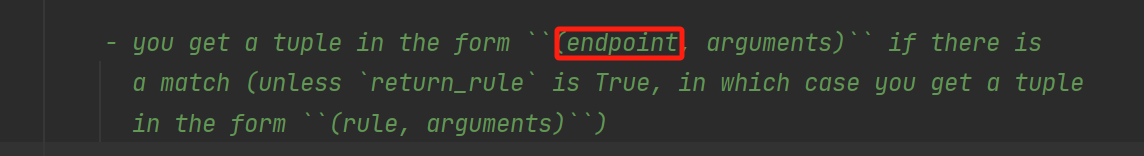 - you get a tuple in the form ``(endpoint, arguments)`` if there is
a match (unless `return_rule` is True, in which case you get a tuple
in the form ``(rule, arguments)``)